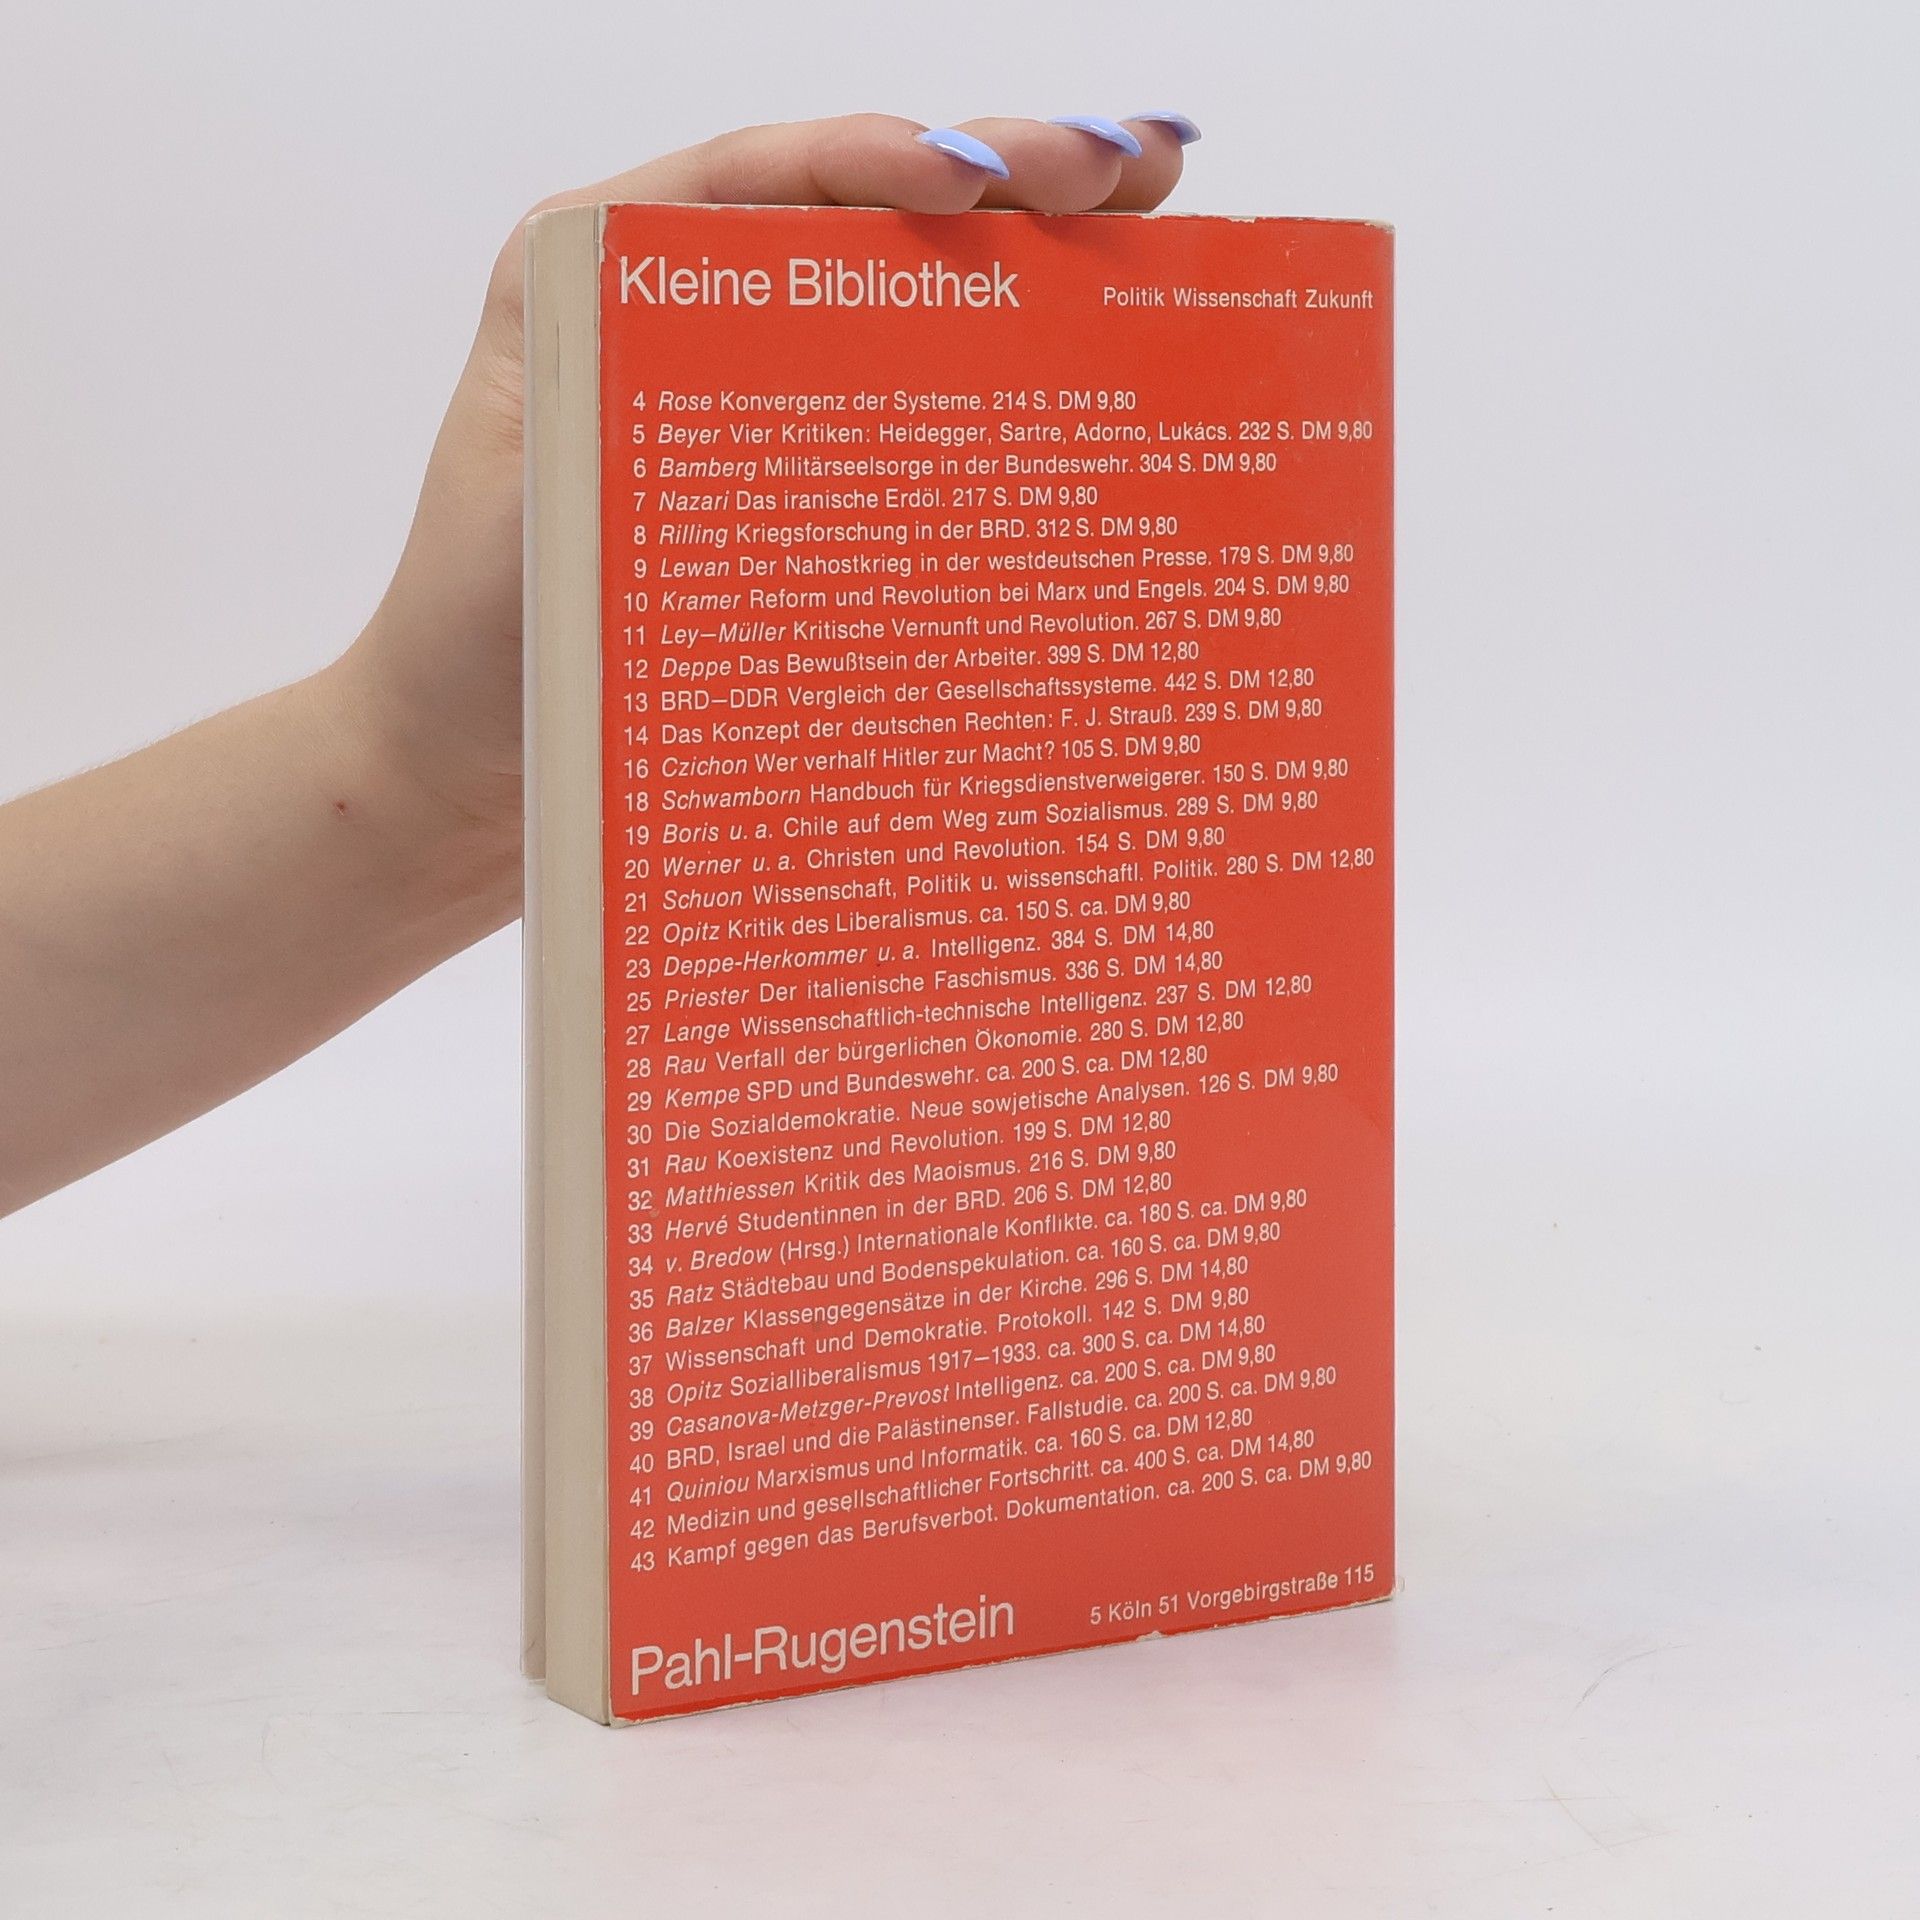 Kleine Bibliothek
Politik Wissenschaft Zukunft
4 Rose Konvergenz der Systeme. 214 S. DM 9,80
5 Beyer Vier Kritiken: Heidegger, Sartre, Adorno, Lukács. 232 S. DM 9,80
6 Bamberg Militärseelsorge in der Bundeswehr. 304 S. DM 9,80
7 Nazari Das iranische Erdöl. 217 S. DM 9,80
8 Rilling Kriegsforschung in der BRD. 312 S. DM 9,80
9 Lewan Der Nahostkrieg in der westdeutschen Presse. 179 S. DM 9,80
10 Kramer Reform und Revolution bei Marx und Engels. 204 S. DM 9,80
11 Ley–Müller Kritische Vernunft und Revolution. 267 S. DM 9,80
12 Deppe Das Bewußtsein der Arbeiter. 399 S. DM 12,80
13 BRD–DDR Vergleich der Gesellschaftssysteme. 442 S. DM 12,80
14 Das Konzept der deutschen Rechten: F. J. Strauß. 239 S. DM 9,80
16 Czichon Wer verhalf Hitler zur Macht? 105 S. DM 9,80
18 Schwamborn Handbuch für Kriegsdienstverweigerer. 150 S. DM 9,80
19 Boris u. a. Chile auf dem Weg zum Sozialismus. 289 S. DM 9,80
20 Werner u. a. Christen und Revolution. 154 S. DM 9,80
21 Schuon Wissenschaft, Politik u. wissenschaftl. Politik. 280 S. DM 12,80
22 Opitz Kritik des Liberalismus. ca. 150 S. ca. DM 9,80
23 Deppe-Herkommer u. a. Intelligenz. 384 S. DM 14,80
25 Priester Der italienische Faschismus. 336 S. DM 14,80
27 Lange Wissenschaftlich-technische Intelligenz. 237 S. DM 12,80
28 Rau Verfall der bürgerlichen Ökonomie. 280 S. DM 12,80
29 Kempe SPD und Bundeswehr. ca. 200 S. ca. DM 12,80
30 Die Sozialdemokratie. Neue sowjetische Analysen. 126 S. DM 9,80
31 Rau Koexistenz und Revolution. 199 S. DM 12,80
32 Matthiessen Kritik des Maoismus. 216 S. DM 9,80
33 Hervé Studentinnen in der BRD. 206 S. DM 12,80
34 v. Bredow (Hrsg.) Internationale Konflikte. ca. 180 S. ca. DM 9,80
35 Ratz Städtebau und Bodenspekulation. ca. 160 S. ca. DM 9,80
36 Balzer Klassengegensätze in der Kirche. 296 S. DM 14,80
37 Wissenschaft und Demokratie. Protokoll. 142 S. DM 9,80
38 Opitz Sozialliberalismus 1917–1933. ca. 300 S. ca. DM 14,80
39 Casanova-Metzger-Prevost Intelligenz. ca. 200 S. ca. DM 9,80
40 BRD, Israel und die Palästinenser. Fallstudie. ca. 200 S. ca. DM 9,80
41 Quiniou Marxismus und Informatik. ca. 160 S. ca. DM 12,80
42 Medizin und gesellschaftlicher Fortschritt. ca. 400 S. ca. DM 14,80
43 Kampf gegen das Berufsverbot. Dokumentation. ca. 200 S. ca. DM 9,80
Pahl-Rugenstein
5 Köln 51 Vorgebirgstraße 115